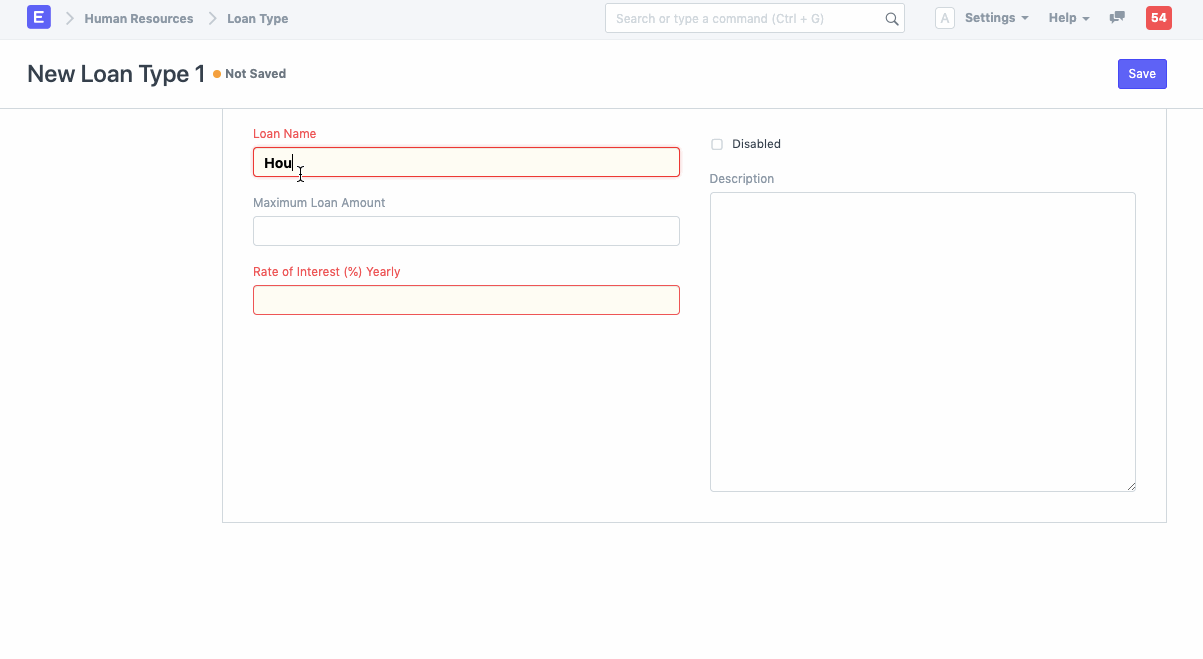 E Human Resources Loan Type Search or type a command (Ctrl + G) A Settings Help 54
New Loan Type 1 Not Saved Save
Loan Name
Hou
Maximum Loan Amount
Rate of Interest (%) Yearly
Disabled
Description